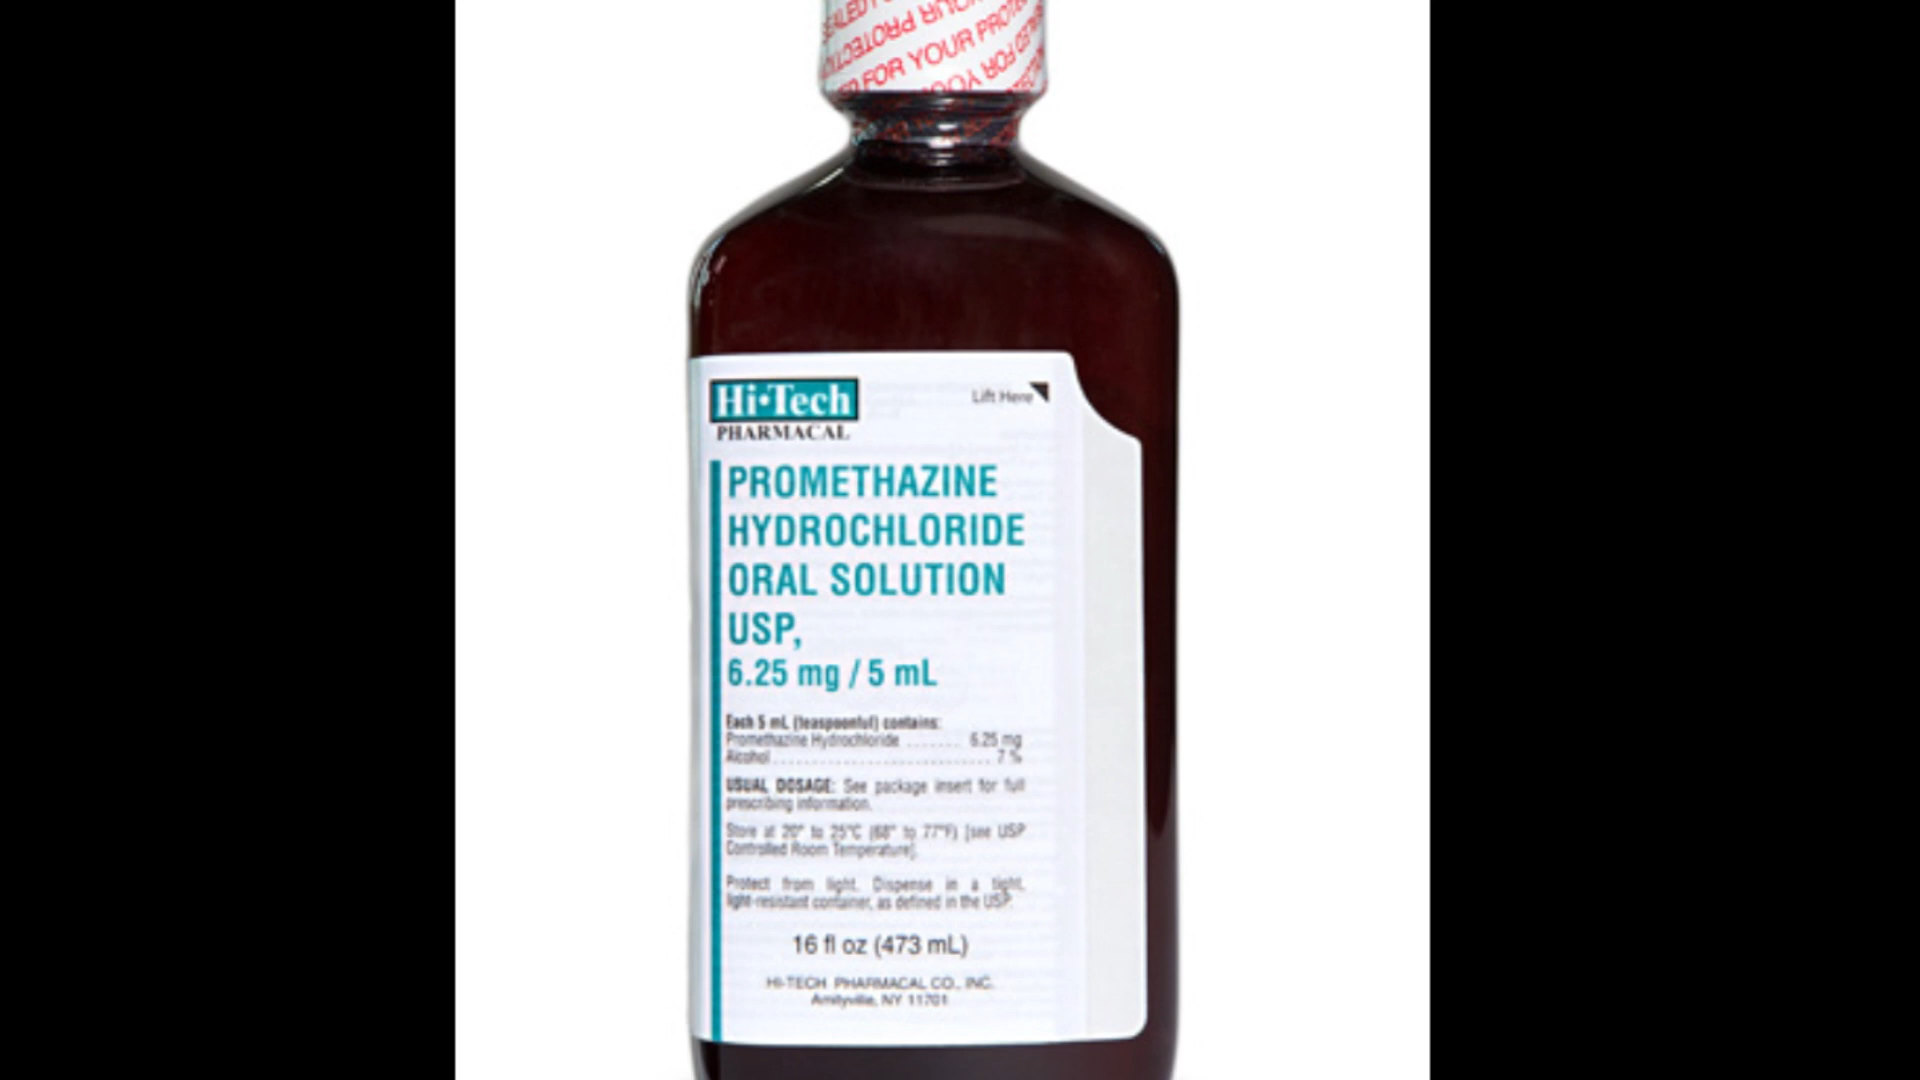 FOR YOUR
Hi•Tech
PHARMACAL
Lift Here
PROMETHAZINE
HYDROCHLORIDE
ORAL SOLUTION
USP,
6.25 mg / 5 mL
Each 5 mL (teaspoonful) contains:
Promethazine Hydrochloride ....... 6.25 mg
Alcohol ............................ 7 %
USUAL DOSAGE: See package insert for full
prescribing information.
Store at 20° to 25°C (68° to 77°F) [see USP
Controlled Room Temperature].
Protect from light. Dispense in a tight,
light-resistant container, as defined in the USP.
16 fl oz (473 mL)
HI-TECH PHARMACAL CO., INC.
Amityville, NY 11701